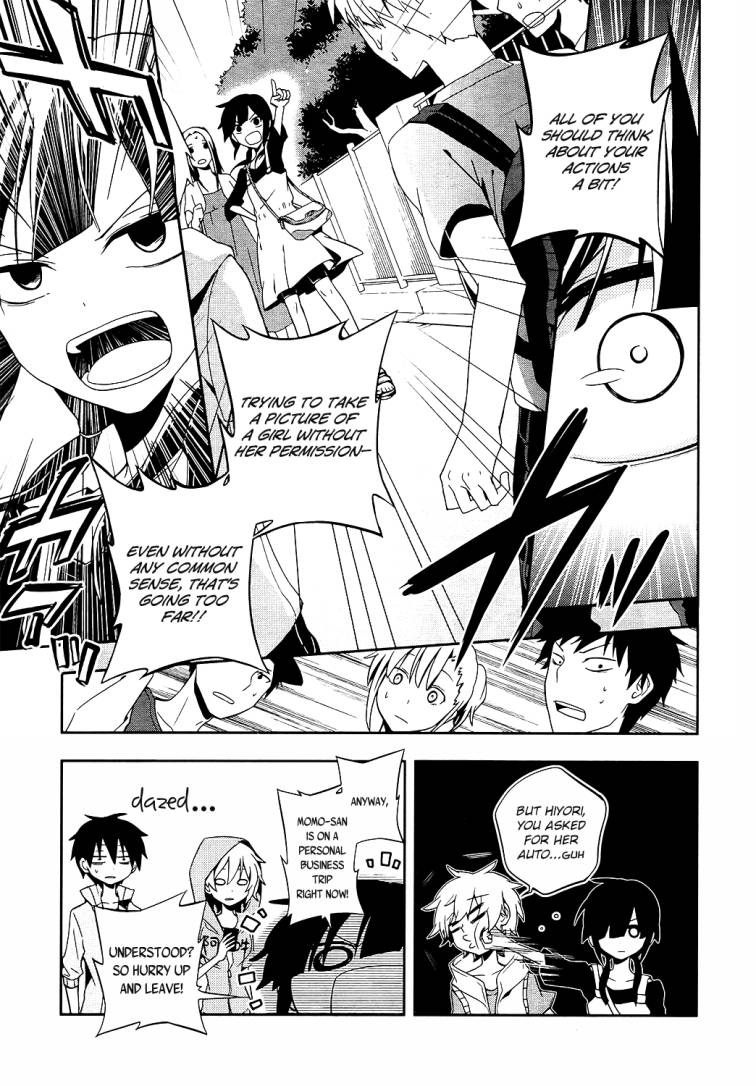 ALL OF YOU
SHOULD THINK
ABOUT YOUR
ACTIONS
A BIT!
TRYING TO TAKE
A PICTURE OF
A GIRL WITHOUT
HER PERMISSION—
EVEN WITHOUT
ANY COMMON
SENSE, THAT'S
GOING TOO
FAR!!
BUT HIYORI,
YOU ASKED
FOR HER
AUTO...GUH
ANYWAY,
MOMO-SAN
IS ON A
PERSONAL
BUSINESS
TRIP
RIGHT NOW!
dazed...
UNDERSTOOD?
SO HURRY UP
AND LEAVE!